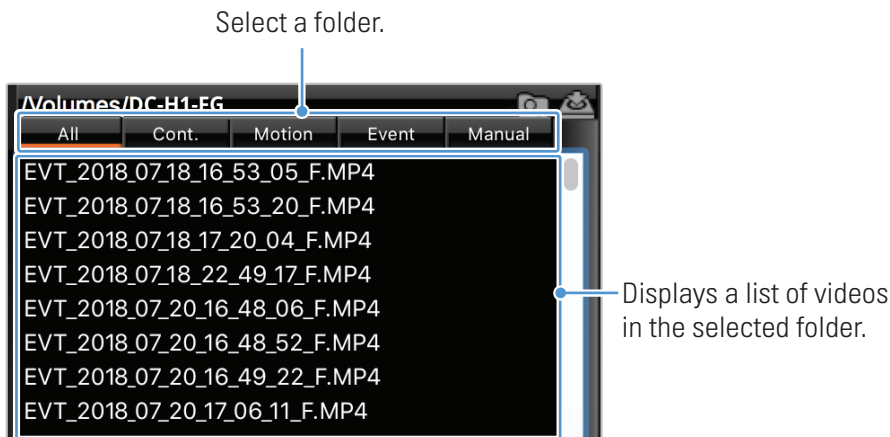 Select a folder.
/Volumes/DC-H1-FG
All Cont. Motion Event Manual
EVT_2018_07_18_16_53_05_F.MP4
EVT_2018_07_18_16_53_20_F.MP4
EVT_2018_07_18_17_20_04_F.MP4
EVT_2018_07_18_22_49_17_F.MP4
EVT_2018_07_20_16_48_06_F.MP4
EVT_2018_07_20_16_48_52_F.MP4
EVT_2018_07_20_16_49_22_F.MP4
EVT_2018_07_20_17_06_11_F.MP4
Displays a list of videos
in the selected folder.